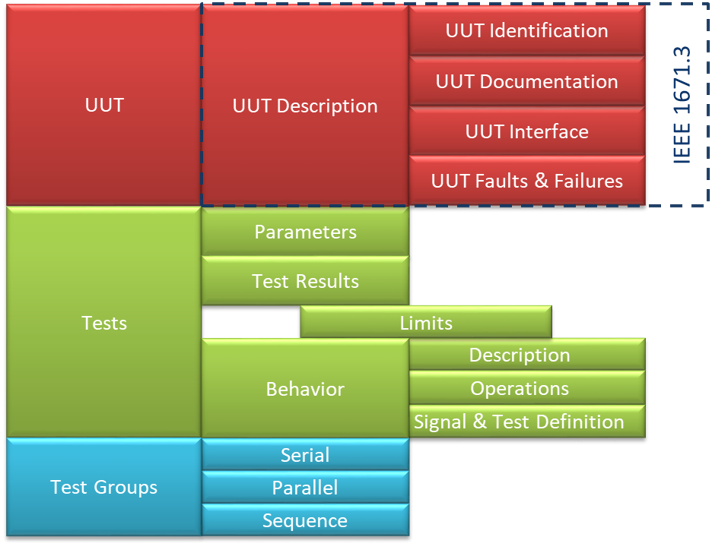 UUT
UUT Description
UUT Identification
UUT Documentation
UUT Interface
UUT Faults & Failures
IEEE 1671.3
Tests
Parameters
Test Results
Limits
Behavior
Description
Operations
Signal & Test Definition
Test Groups
Serial
Parallel
Sequence